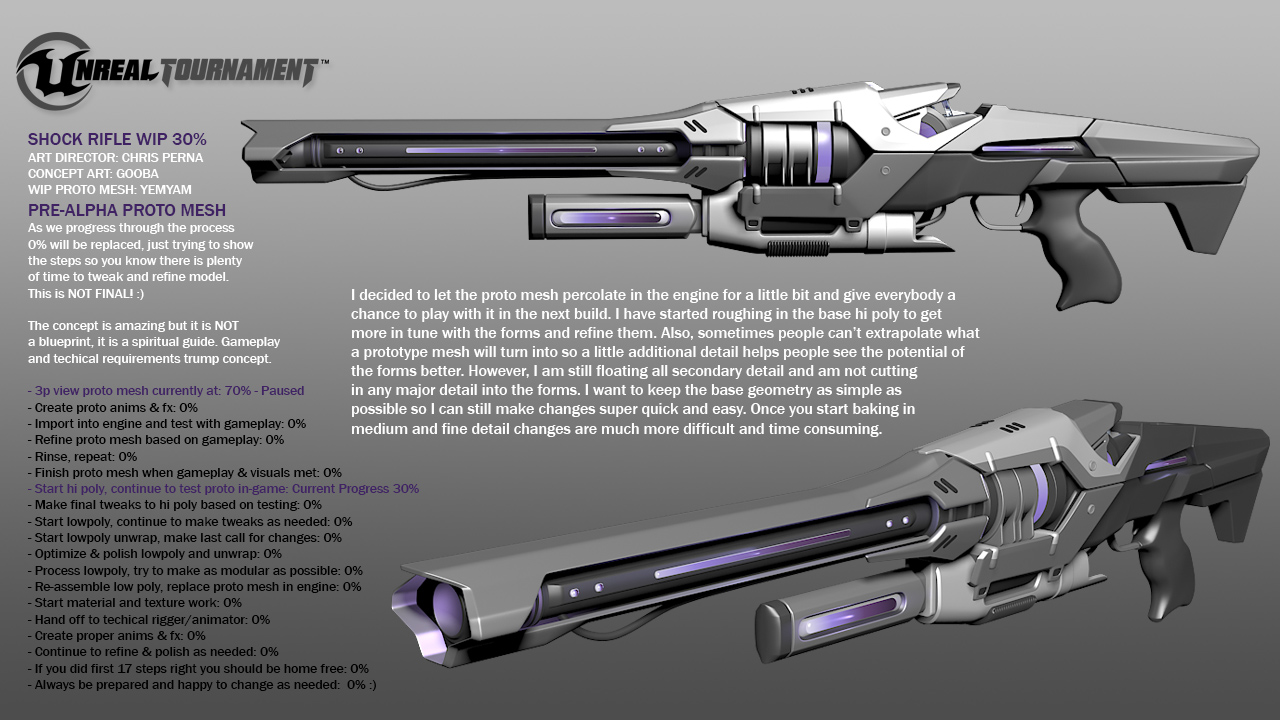 UNREAL TOURNAMENT™
SHOCK RIFLE WIP 30%
ART DIRECTOR: CHRIS PERNA
CONCEPT ART: GOOBA
WIP PROTO MESH: YEMYAM
PRE-ALPHA PROTO MESH
As we progress through the process
0% will be replaced, just trying to show
the steps so you know there is plenty
of time to tweak and refine model.
This is NOT FINAL! :)
The concept is amazing but it is NOT
a blueprint, it is a spiritual guide. Gameplay
and techical requirements trump concept.
- 3p view proto mesh currently at: 70% - Paused
- Create proto anims & fx: 0%
- Import into engine and test with gameplay: 0%
- Refine proto mesh based on gameplay: 0%
- Rinse, repeat: 0%
- Finish proto mesh when gameplay & visuals met: 0%
- Start hi poly, continue to test proto in-game: Current Progress 30%
- Make final tweaks to hi poly based on testing: 0%
- Start lowpoly, continue to make tweaks as needed: 0%
- Start lowpoly unwrap, make last call for changes: 0%
- Optimize & polish lowpoly and unwrap: 0%
- Process lowpoly, try to make as modular as possible: 0%
- Re-assemble low poly, replace proto mesh in engine: 0%
- Start material and texture work: 0%
- Hand off to techical rigger/animator: 0%
- Create proper anims & fx: 0%
- Continue to refine & polish as needed: 0%
- If you did first 17 steps right you should be home free: 0%
- Always be prepared and happy to change as needed:  0% :)
I decided to let the proto mesh percolate in the engine for a little bit and give everybody a
chance to play with it in the next build. I have started roughing in the base hi poly to get
more in tune with the forms and refine them. Also, sometimes people can't extrapolate what
a prototype mesh will turn into so a little additional detail helps people see the potential of
the forms better. However, I am still floating all secondary detail and am not cutting
in any major detail into the forms. I want to keep the base geometry as simple as
possible so I can still make changes super quick and easy. Once you start baking in
medium and fine detail changes are much more difficult and time consuming.